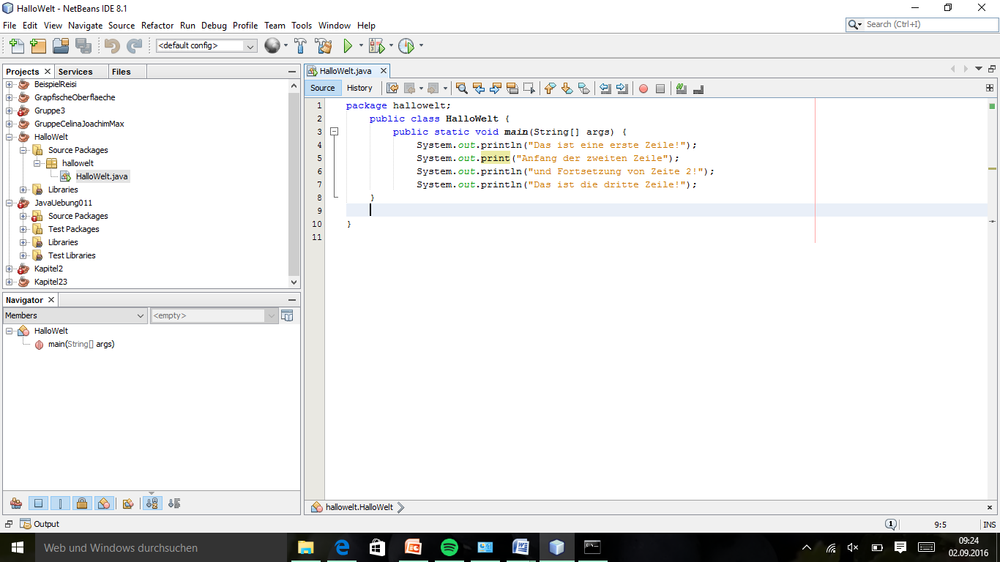 HalloWelt - NetBeans IDE 8.1
File Edit View Navigate Source Refactor Run Debug Profile Team Tools Window Help
Search (Ctrl+I)
<default config>
Projects Services Files
BeispielReisi
GrapfischeOberflaeche
Gruppe3
GruppeCelinaJoachimMax
HalloWelt
Source Packages
hallowelt
HalloWelt.java
Libraries
JavaUebung011
Source Packages
Test Packages
Libraries
Test Libraries
Kapitel2
Kapitel23
Navigator
Members <empty>
HalloWelt
main(String[] args)
HalloWelt.java
Source History
1 package hallowelt;
2 public class HalloWelt {
3 public static void main(String[] args) {
4 System.out.println("Das ist eine erste Zeile!");
5 System.out.print("Anfang der zweiten Zeile");
6 System.out.println("und Fortsetzung von Zeite 2!");
7 System.out.println("Das ist die dritte Zeile!");
8 }
9
10 }
11
hallowelt.HalloWelt
Output
1 9:5 INS
Web und Windows durchsuchen
09:24
02.09.2016